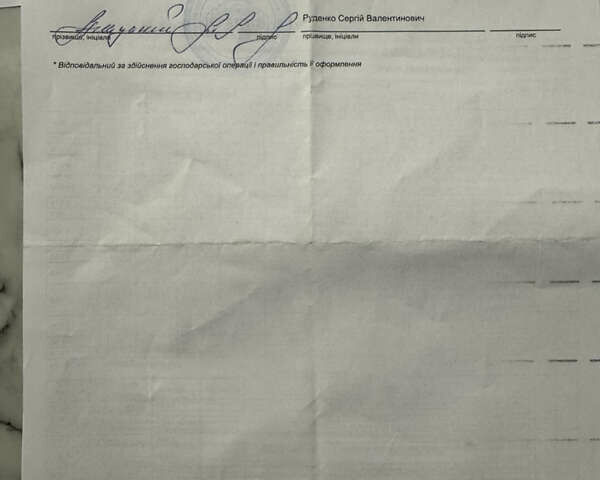 Руденко Сергій Валентинович
прізвище, ініціали підпис прізвище, ініціали підпис
* Відповідальний за здійснення господарської операції і правильність її оформлення